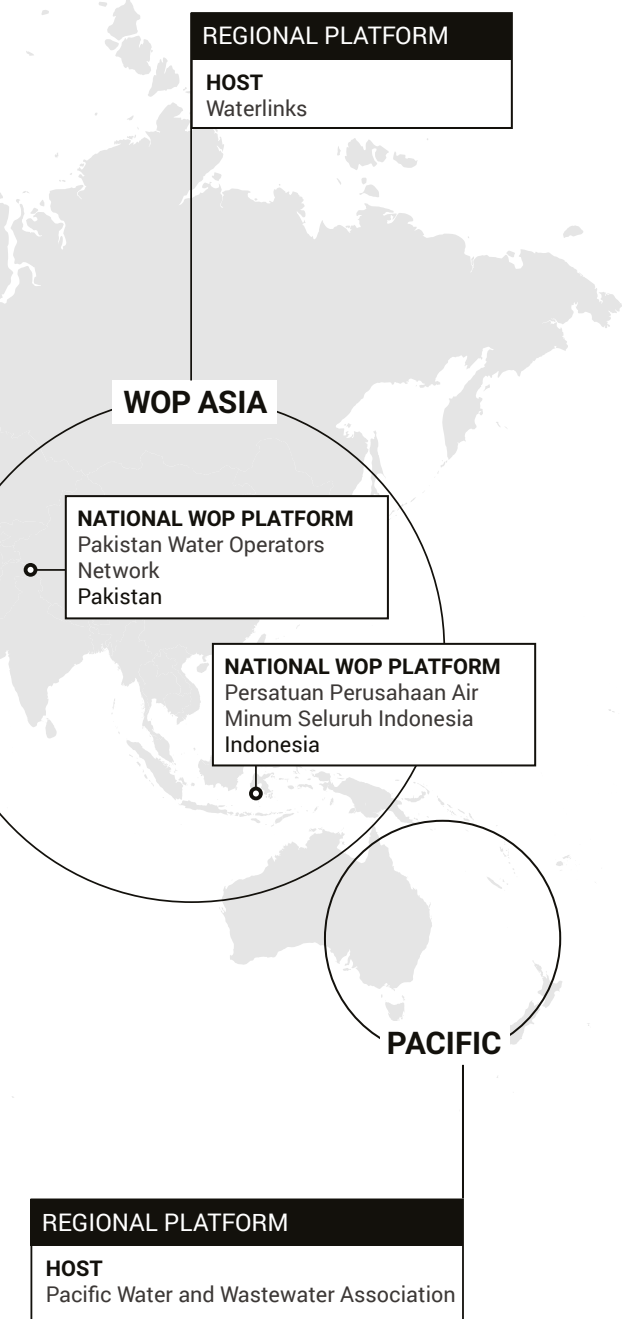 REGIONAL PLATFORM
HOST
Waterlinks
WOP ASIA
NATIONAL WOP PLATFORM
Pakistan Water Operators
Network
Pakistan
NATIONAL WOP PLATFORM
Persatuan Perusahaan Air
Minum Seluruh Indonesia
Indonesia
PACIFIC
REGIONAL PLATFORM
HOST
Pacific Water and Wastewater Association